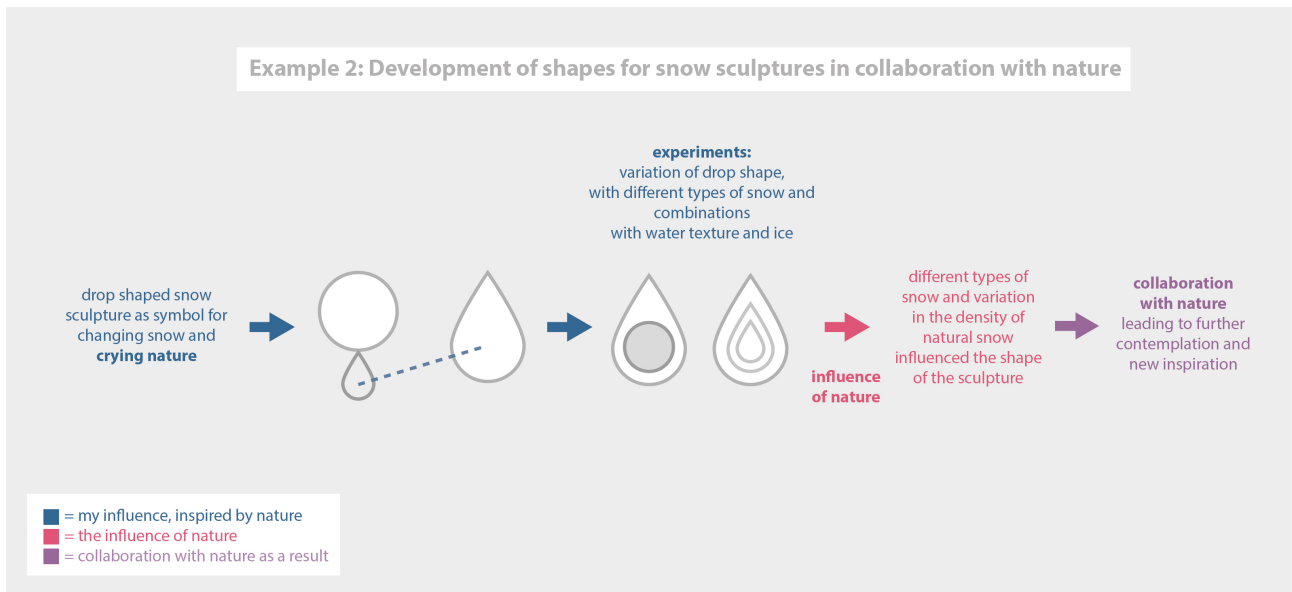 Example 2: Development of shapes for snow sculptures in collaboration with nature
drop shaped snow
sculpture as symbol for
changing snow and
crying nature
experiments:
variation of drop shape,
with different types of snow and
combinations
with water texture and ice
influence
of nature
different types of
snow and variation
in the density of
natural snow
influenced the shape
of the sculpture
collaboration
with nature
leading to further
contemplation and
new inspiration
= my influence, inspired by nature
= the influence of nature
= collaboration with nature as a result